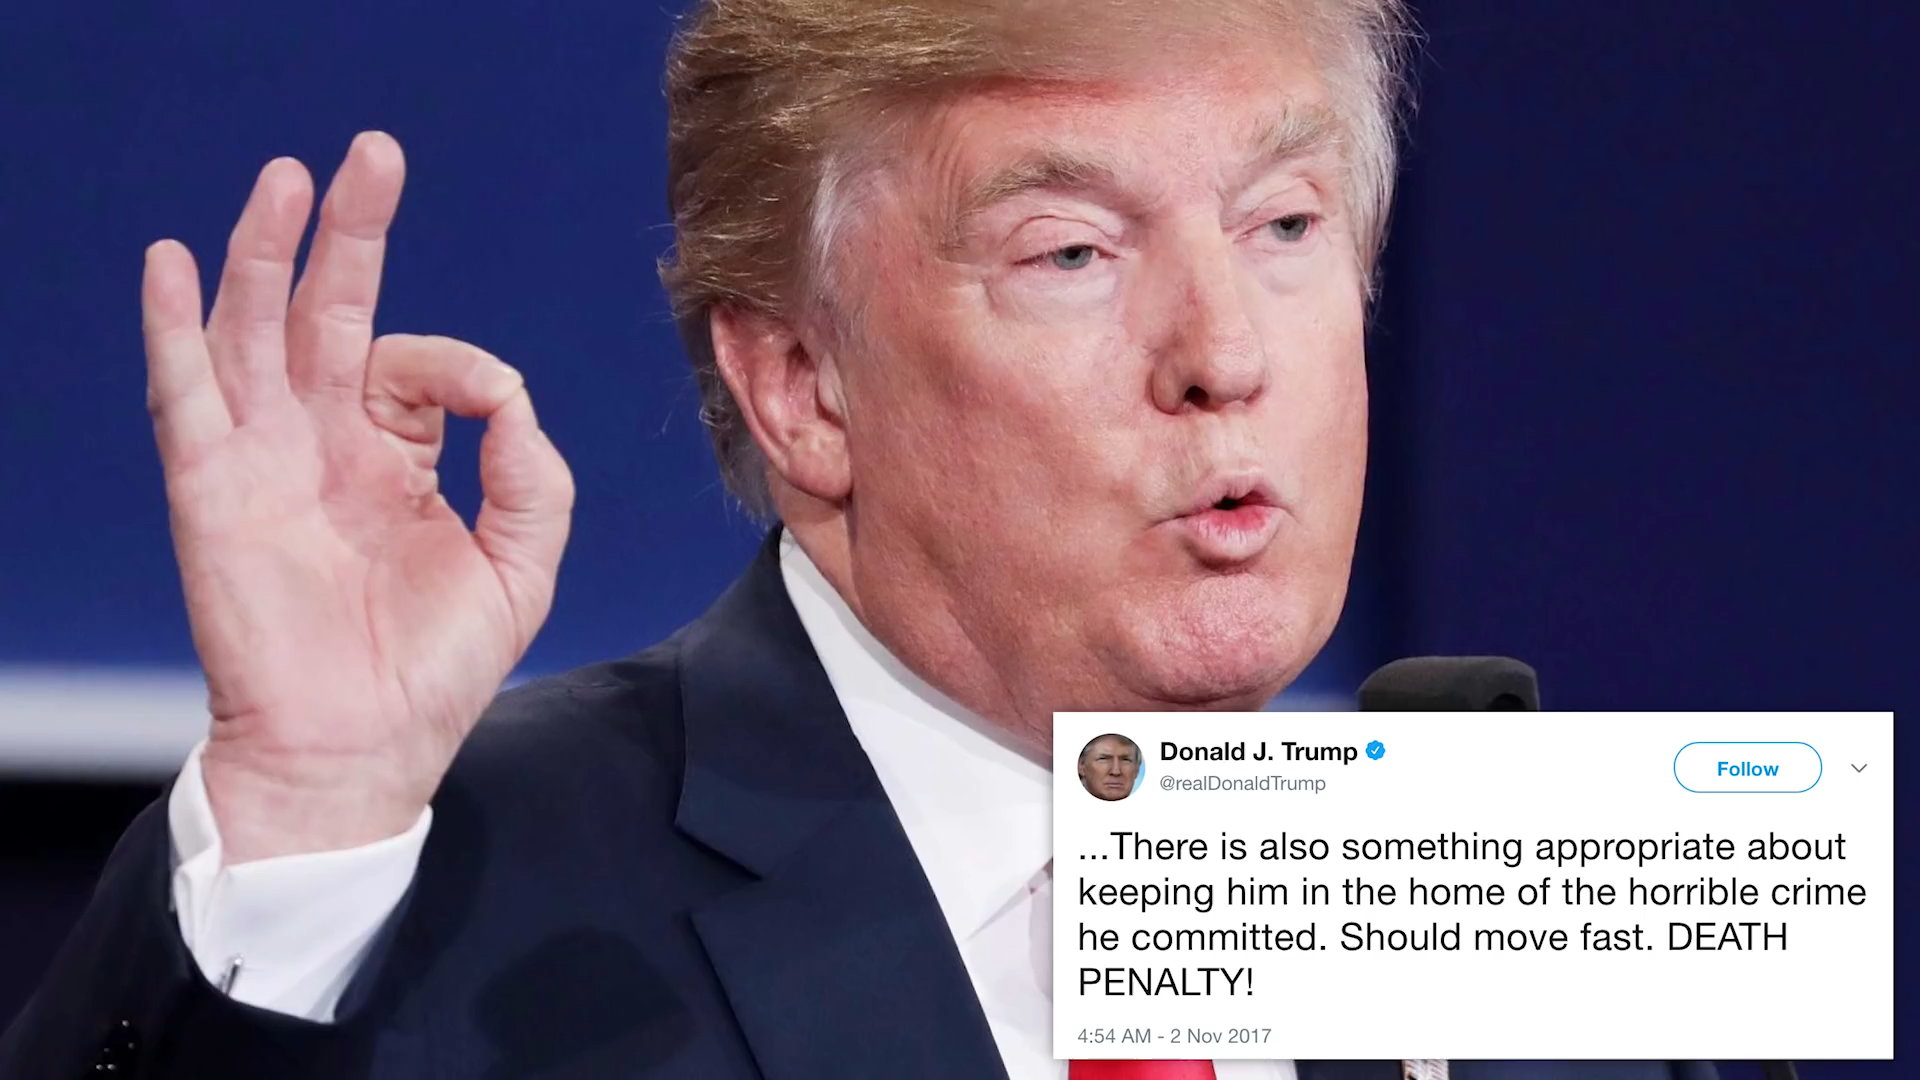 Donald J. Trump
@realDonaldTrump
Follow
...There is also something appropriate about
keeping him in the home of the horrible crime
he committed. Should move fast. DEATH
PENALTY!
4:54 AM - 2 Nov 2017